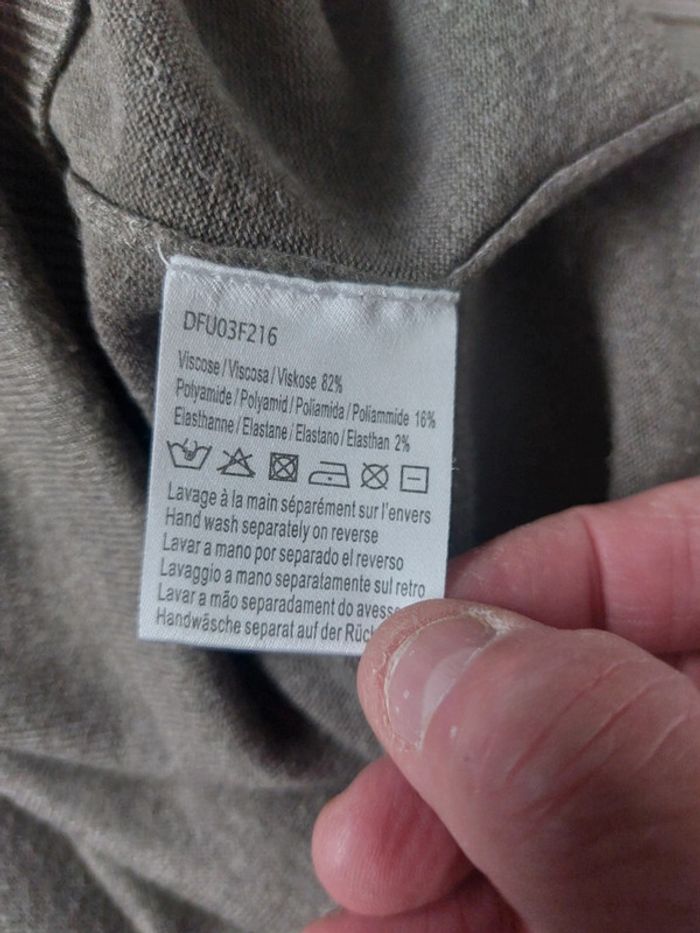 DFU03F216
Viscose / Viscosa / Viskose 82%
Polyamide / Polyamid / Poliamida / Poliammide 16%
Elasthanne / Elastane / Elastano / Elasthan 2%
Lavage à la main séparément sur l'envers
Hand wash separately on reverse
Lavar a mano por separado el reverso
Lavaggio a mano separatamente sul retro
Lavar a mão separadament do
Handwäsche separat auf der